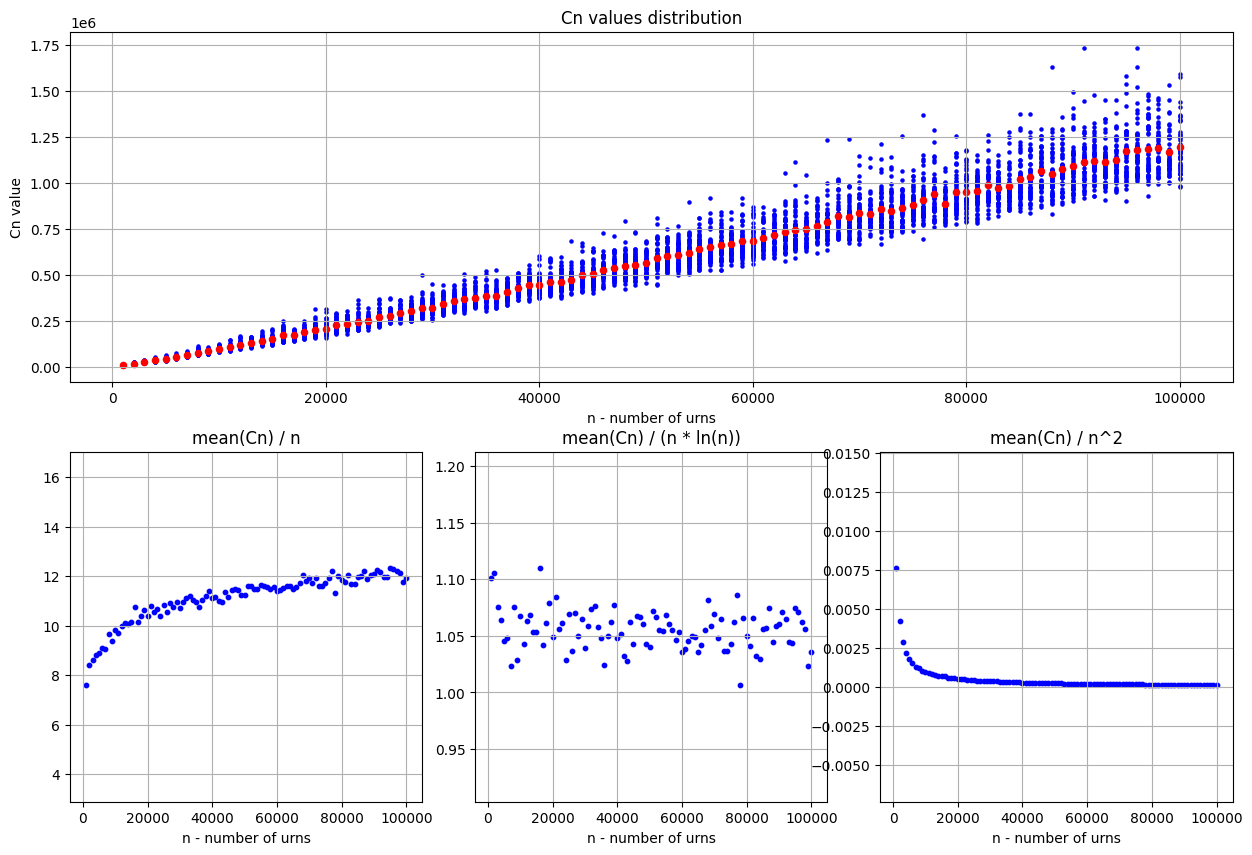 Cn values distribution
1e6
1.75
1.50
1.25
1.00
0.75
0.50
0.25
0.00
Cn value
0 20000 40000 60000 80000 100000
n - number of urns
mean(Cn) / n
16
14
12
10
8
6
4
0 20000 40000 60000 80000 100000
n - number of urns
mean(Cn) / (n * ln(n))
1.20
1.15
1.10
1.05
1.00
0.95
0 20000 40000 60000 80000 100000
n - number of urns
mean(Cn) / n^2
0.0150
0.0125
0.0100
0.0075
0.0050
0.0025
0.0000
−0.0025
−0.0050
0 20000 40000 60000 80000 100000
n - number of urns